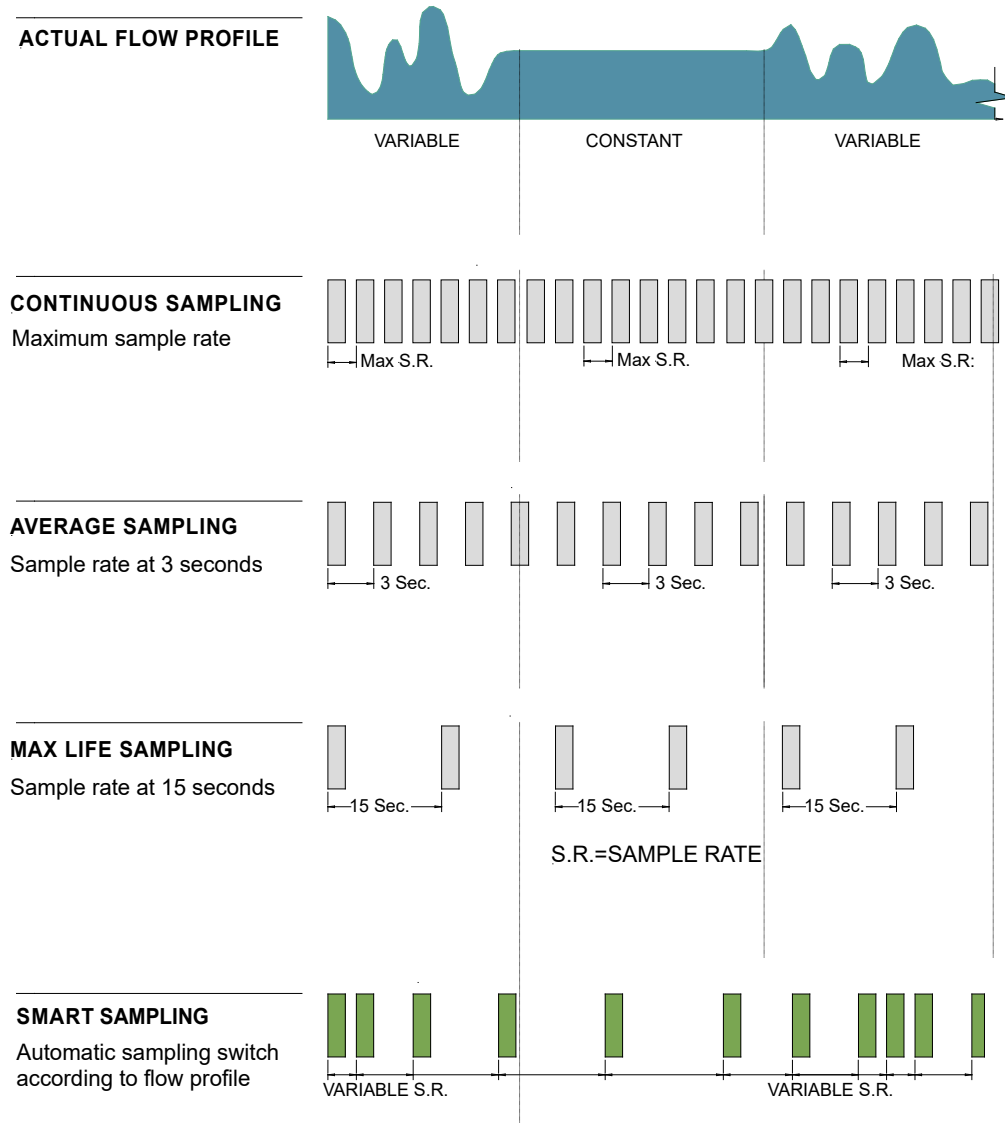 ACTUAL FLOW PROFILE
VARIABLE
CONSTANT
VARIABLE
CONTINUOUS SAMPLING
Maximum sample rate
Max S.R.
Max S.R.
Max S.R:
AVERAGE SAMPLING
Sample rate at 3 seconds
3 Sec.
3 Sec.
3 Sec.
MAX LIFE SAMPLING
Sample rate at 15 seconds
15 Sec.
15 Sec.
15 Sec.
S.R.=SAMPLE RATE
SMART SAMPLING
Automatic sampling switch
according to flow profile
VARIABLE S.R.
VARIABLE S.R.